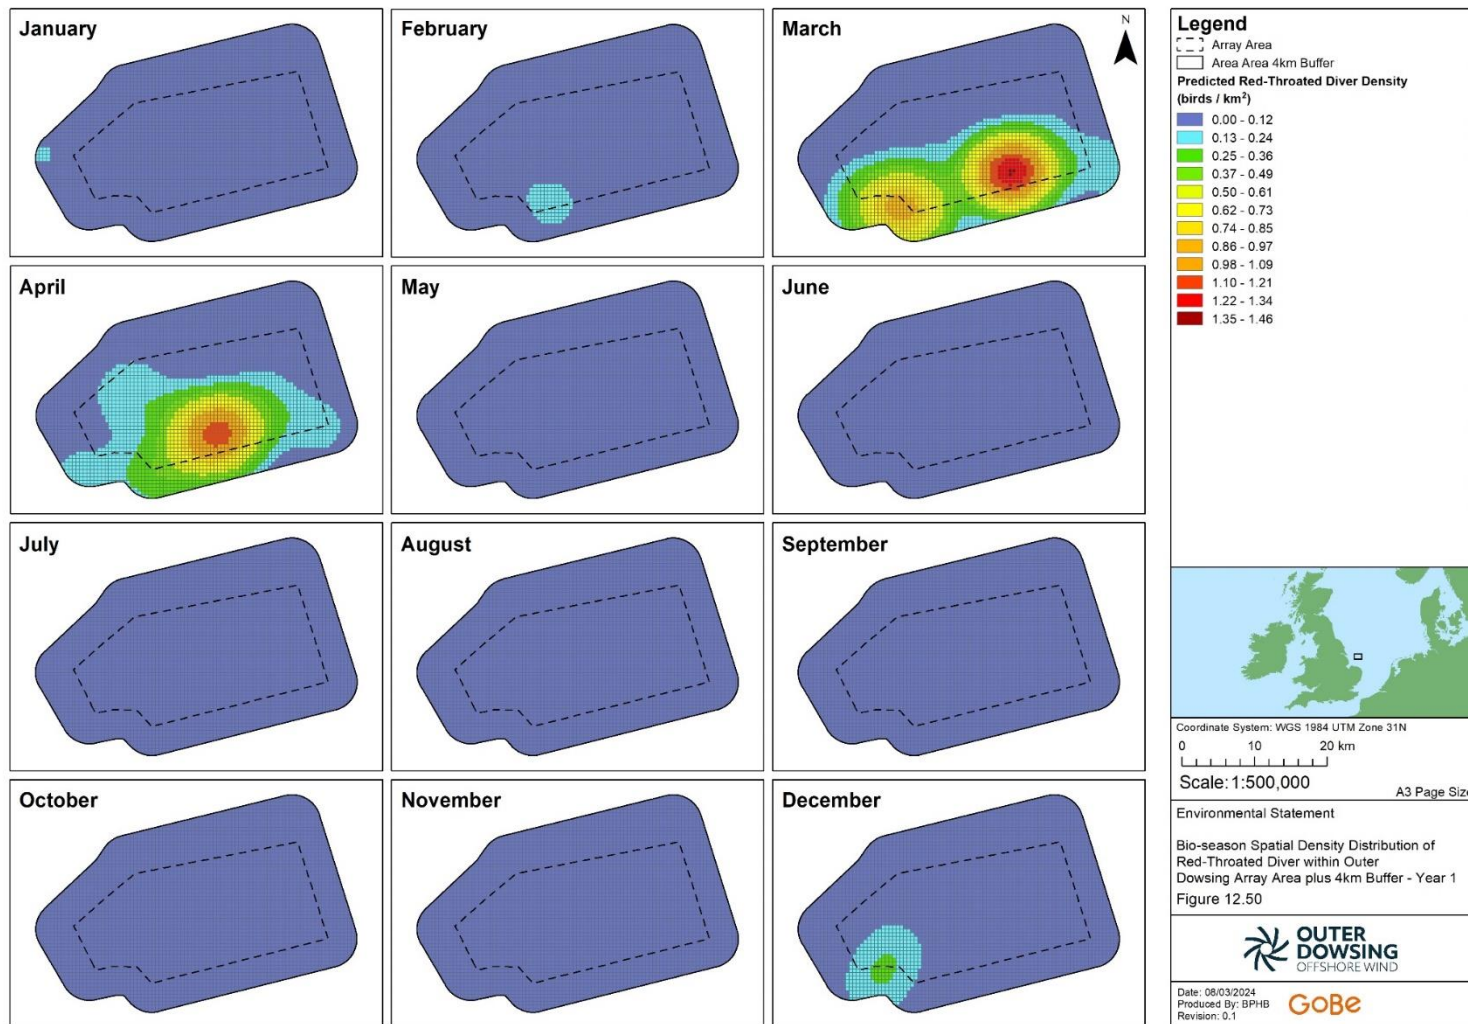 January
February
March
N
April
May
June
July
August
September
October
November
December
Legend
Array Area
Area Area 4km Buffer
Predicted Red-Throated Diver Density
(birds / km²)
0.00 - 0.12
0.13 - 0.24
0.25 - 0.36
0.37 - 0.49
0.50 - 0.61
0.62 - 0.73
0.74 - 0.85
0.86 - 0.97
0.98 - 1.09
1.10 - 1.21
1.22 - 1.34
1.35 - 1.46
Coordinate System: WGS 1984 UTM Zone 31N
0 10 20 km
Scale: 1:500,000
A3 Page Size
Environmental Statement
Bio-season Spatial Density Distribution of
Red-Throated Diver within Outer
Dowsing Array Area plus 4km Buffer - Year 1
Figure 12.50
OUTER
DOWSING
OFFSHORE WIND
Date: 08/03/2024
Produced By: BPHB
Revision: 0.1
GoBe